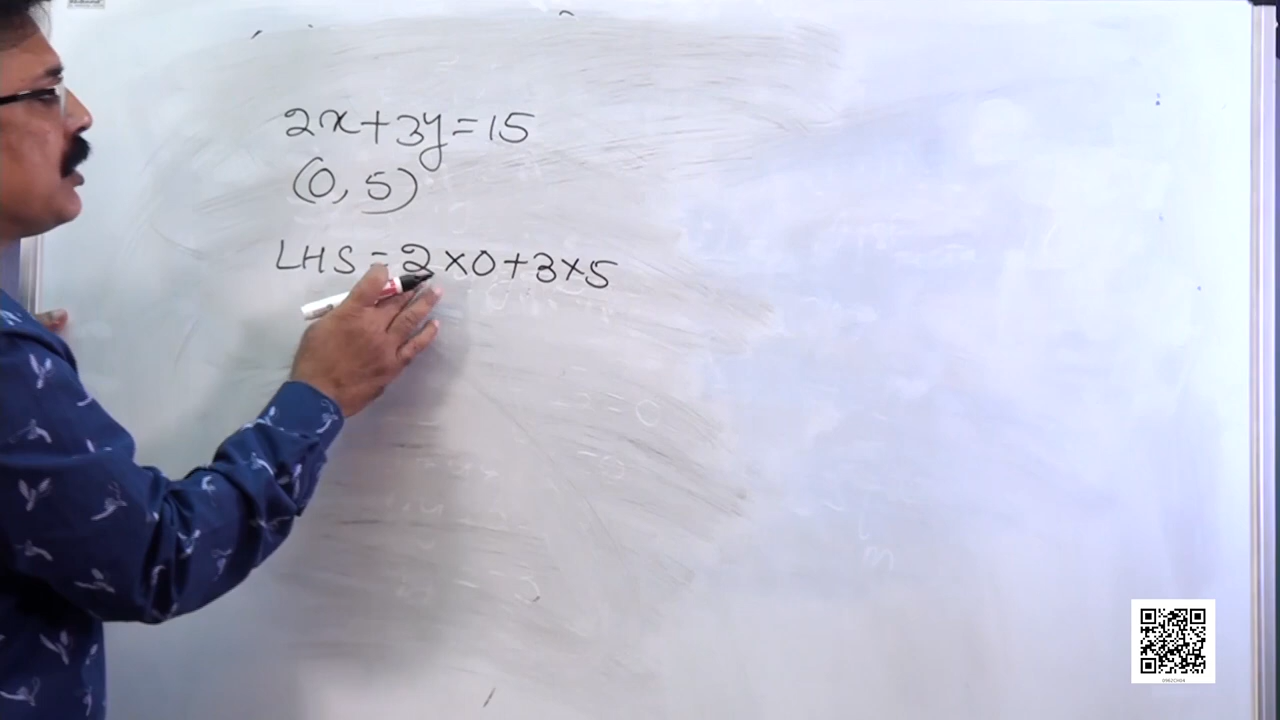 2x+3y=15
(0, 5)
LHS = 2×0+3×5